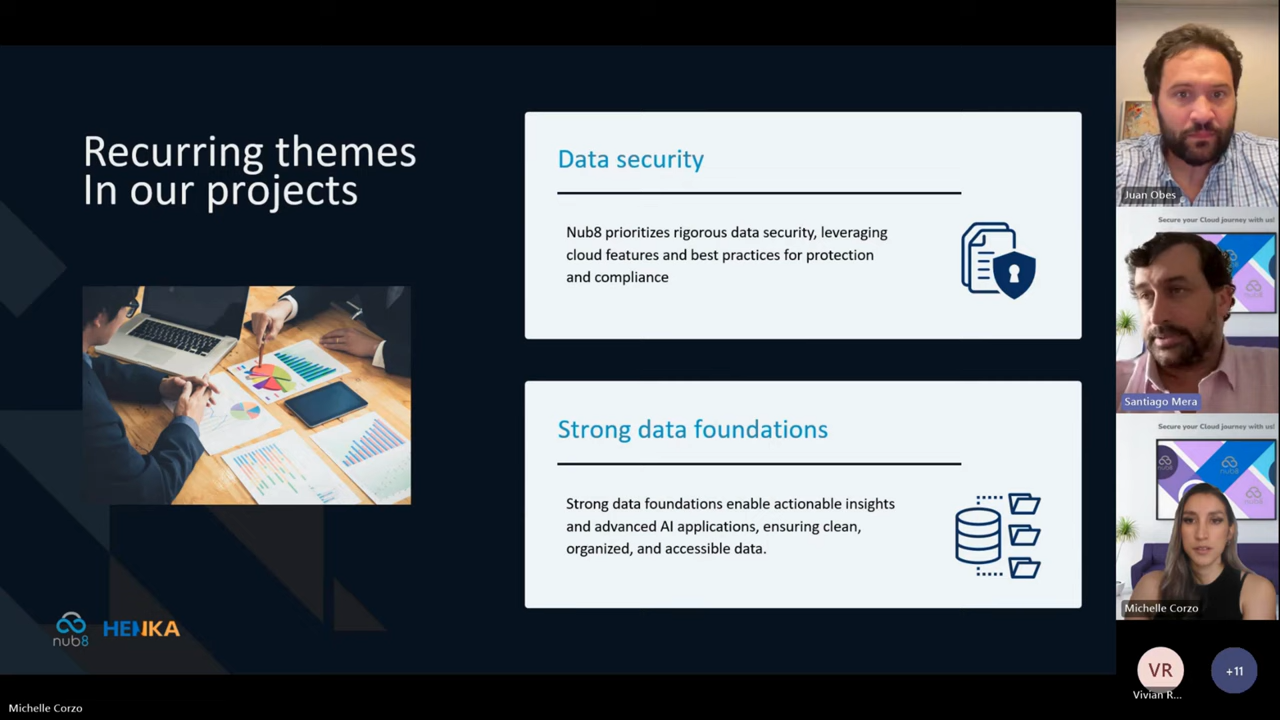 Recurring themes
In our projects
Data security
Nub8 prioritizes rigorous data security, leveraging
cloud features and best practices for protection
and compliance
Strong data foundations
Strong data foundations enable actionable insights
and advanced AI applications, ensuring clean,
organized, and accessible data.
nub8
HENKA
Michelle Corzo
Juan Obes
Secure your Cloud journey with us!
Santiago Mera
Secure your Cloud journey with us!
nub8
Michelle Corzo
VR
Vivian R...
+11